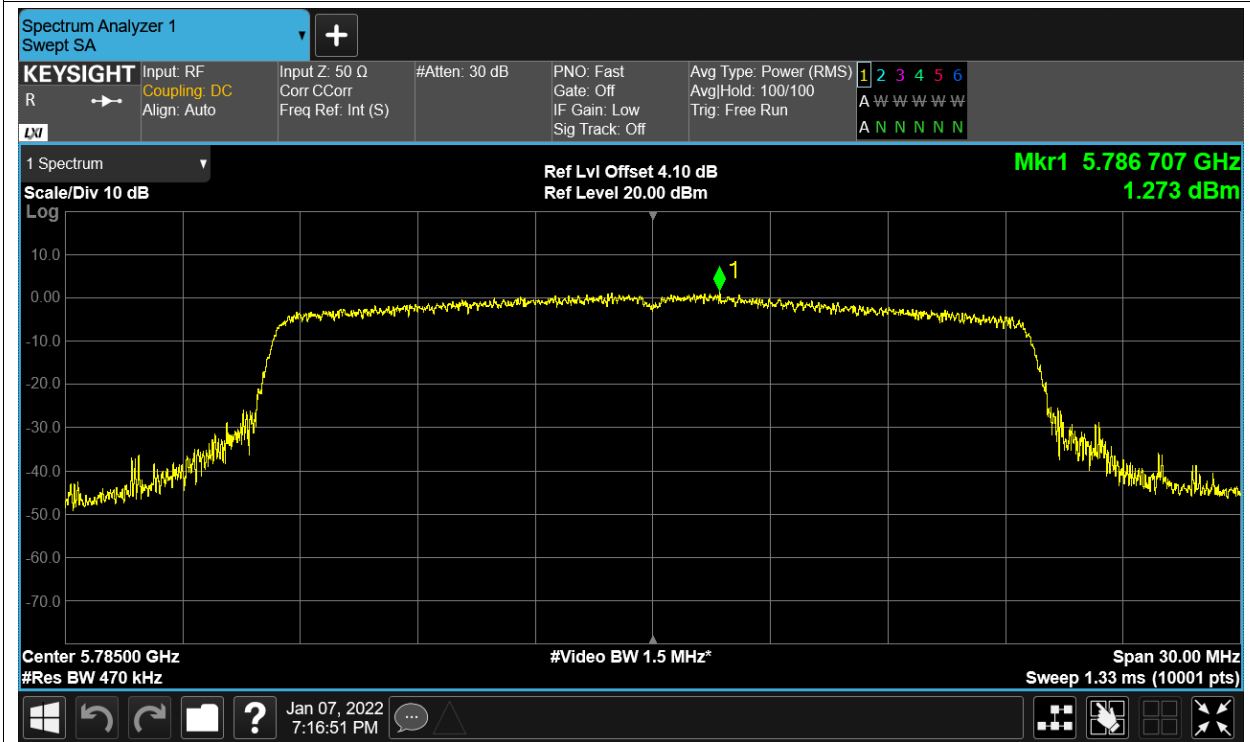 Spectrum Analyzer 1
Swept SA
KEYSIGHT
R
LXI
Input: RF
Coupling: DC
Align: Auto
Input Z: 50 Ω
Corr CCorr
Freq Ref: Int (S)
#Atten: 30 dB
PNO: Fast
Gate: Off
IF Gain: Low
Sig Track: Off
Avg Type: Power (RMS)
Avg|Hold: 100/100
Trig: Free Run
1 2 3 4 5 6
A W W W W W
A N N N N N
1 Spectrum
Scale/Div 10 dB
Log
Ref Lvl Offset 4.10 dB
Ref Level 20.00 dBm
Mkr1 5.786 707 GHz
1.273 dBm
1
10.0
0.00
-10.0
-20.0
-30.0
-40.0
-50.0
-60.0
-70.0
Center 5.78500 GHz
#Res BW 470 kHz
#Video BW 1.5 MHz*
Span 30.00 MHz
Sweep 1.33 ms (10001 pts)
?
Jan 07, 2022
7:16:51 PM